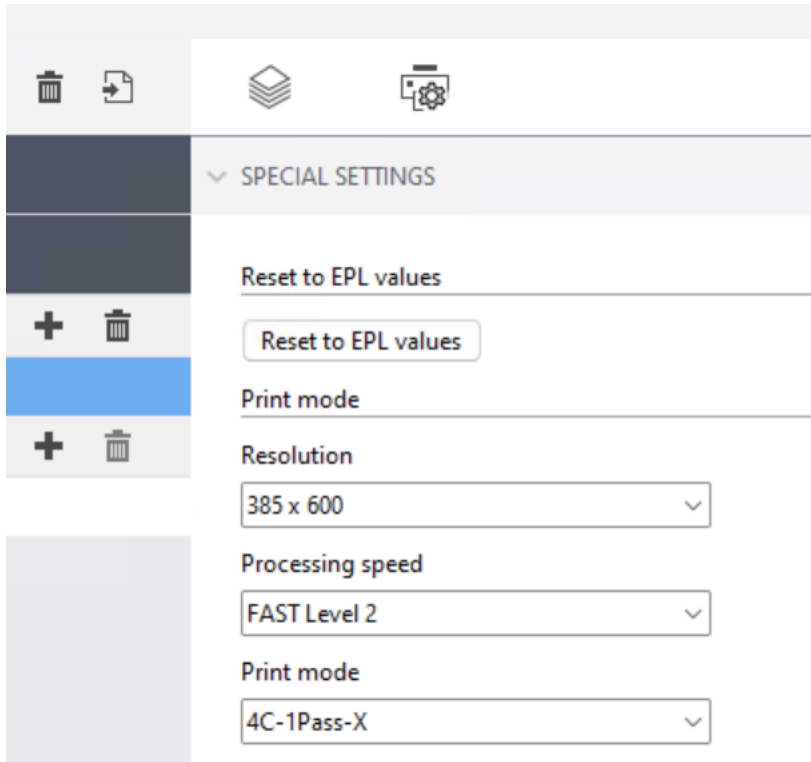 SPECIAL SETTINGS
Reset to EPL values
Reset to EPL values
Print mode
Resolution
385 x 600
Processing speed
FAST Level 2
Print mode
4C-1Pass-X